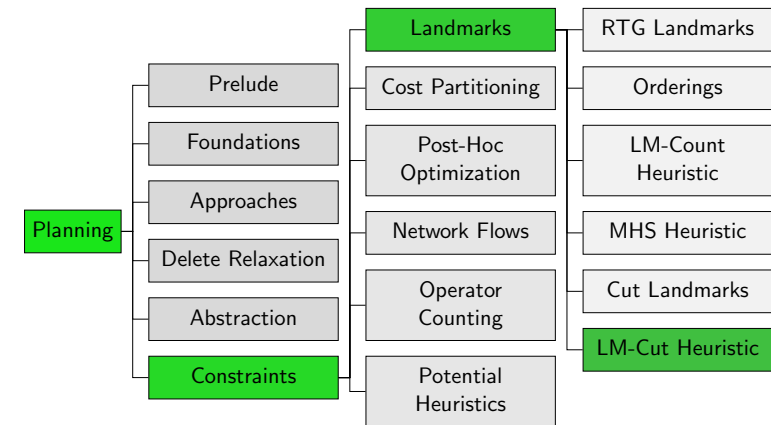 Planning
Prelude
Foundations
Approaches
Delete Relaxation
Abstraction
Constraints
Landmarks
Cost Partitioning
Post-Hoc
Optimization
Network Flows
Operator
Counting
Potential
Heuristics
RTG Landmarks
Orderings
LM-Count
Heuristic
MHS Heuristic
Cut Landmarks
LM-Cut Heuristic